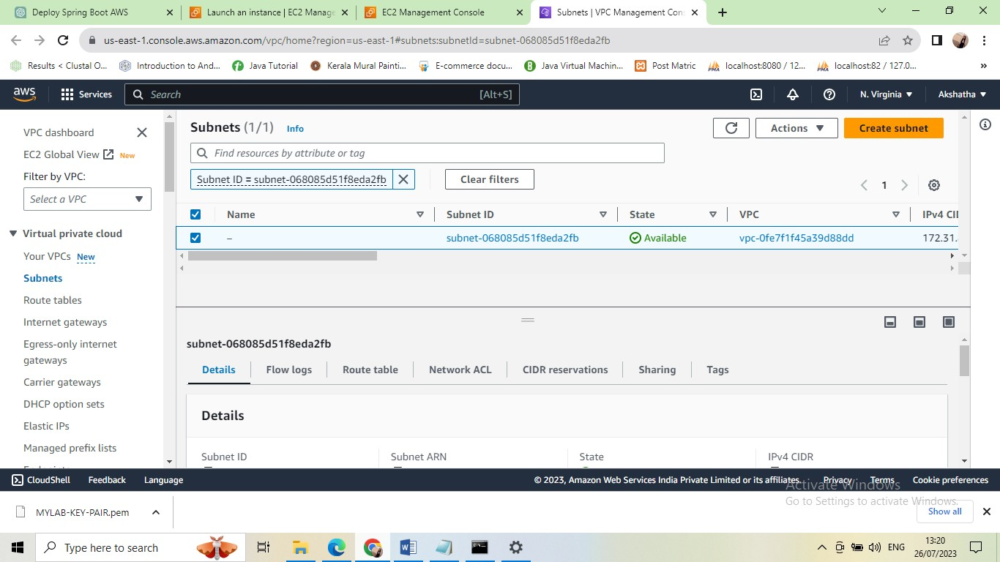 Deploy Spring Boot AWS
Launch an instance | EC2 Manage
EC2 Management Console
Subnets | VPC Management Con
us-east-1.console.aws.amazon.com/vpc/home?region=us-east-1#subnets:subnetId=subnet-068085d51f8eda2fb
Results < Clustal O...
Introduction to And...
Java Tutorial
Kerala Mural Painti...
E-commerce docu...
Java Virtual Machin...
Post Matric
localhost:8080 / 12...
localhost:82 / 127.0...
»
aws
Services
Search
[Alt+S]
N. Virginia
Akshatha
VPC dashboard
EC2 Global View
New
Filter by VPC:
Select a VPC
Virtual private cloud
Your VPCs New
Subnets
Route tables
Internet gateways
Egress-only internet
gateways
Carrier gateways
DHCP option sets
Elastic IPs
Managed prefix lists
Subnets (1/1) Info
Actions
Create subnet
Find resources by attribute or tag
Subnet ID = subnet-068085d51f8eda2fb
Clear filters
1
Name
Subnet ID
State
VPC
IPv4 CI
–
subnet-068085d51f8eda2fb
Available
vpc-0fe7f1f45a39d88dd
172.31.
subnet-068085d51f8eda2fb
Details
Flow logs
Route table
Network ACL
CIDR reservations
Sharing
Tags
Details
Subnet ID
Subnet ARN
State
IPv4 CIDR
CloudShell
Feedback
Language
© 2023, Amazon Web Services India Private Limited or its affiliates.
Privacy
Terms
Cookie preferences
Activate Windows
Go to Settings to activate Windows.
MYLAB-KEY-PAIR.pem
Show all
Type here to search
ENG
13:20
26/07/2023